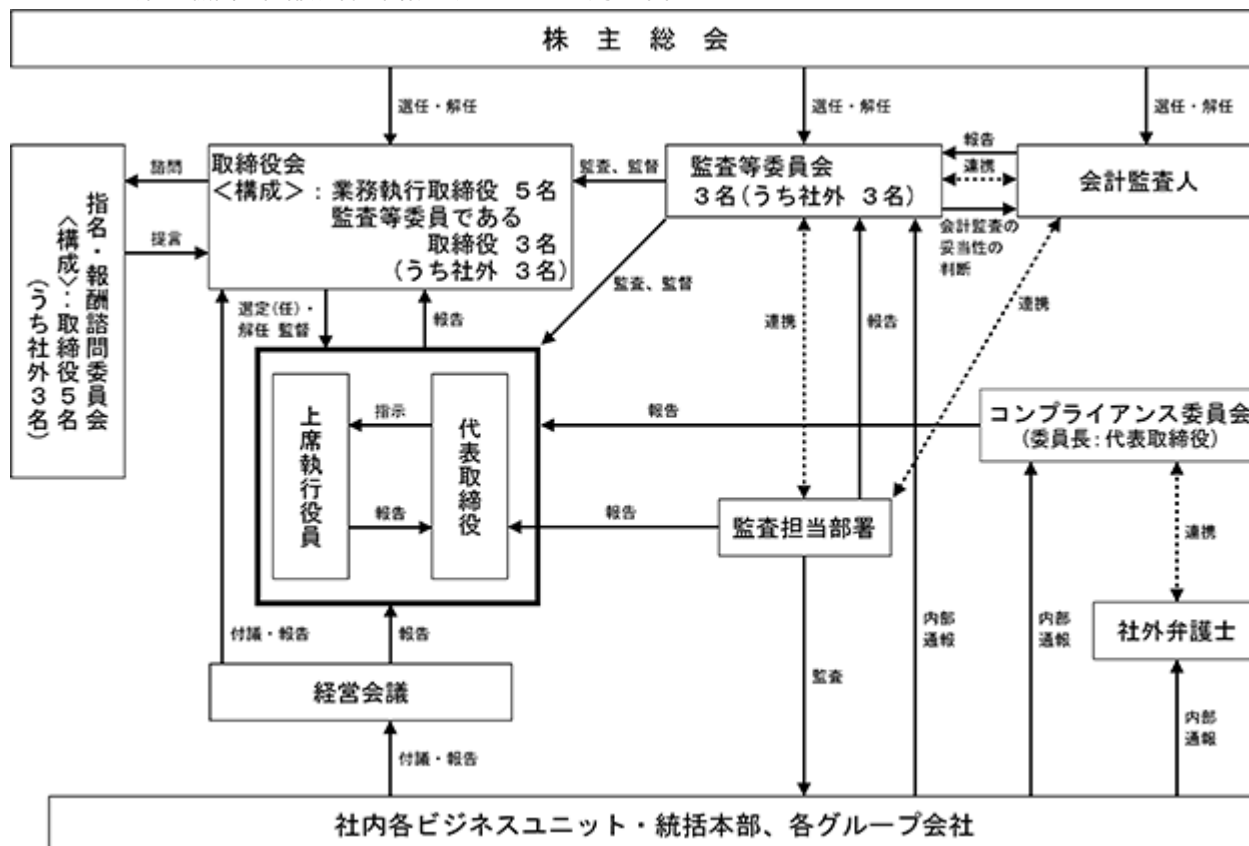 株主総会
選任・解任
選任・解任
選任・解任
指名・報酬諮問委員会
<構成>:取締役5名
(うち社外3名)
諮問
提言
取締役会
<構成>:業務執行取締役 5名
監査等委員である
取締役 3名
(うち社外 3名)
監査、監督
監査等委員会
3名(うち社外 3名)
報告
連携
会計監査の
妥当性の
判断
会計監査人
選定(任)・
解任 監督
報告
監査、監督
連携
報告
連携
上席執行役員
指示
報告
代表取締役
報告
コンプライアンス委員会
(委員長:代表取締役)
報告
監査担当部署
連携
社外弁護士
付議・報告
報告
経営会議
付議・報告
監査
内部
通報
内部
通報
内部
通報
社内各ビジネスユニット・統括本部、各グループ会社